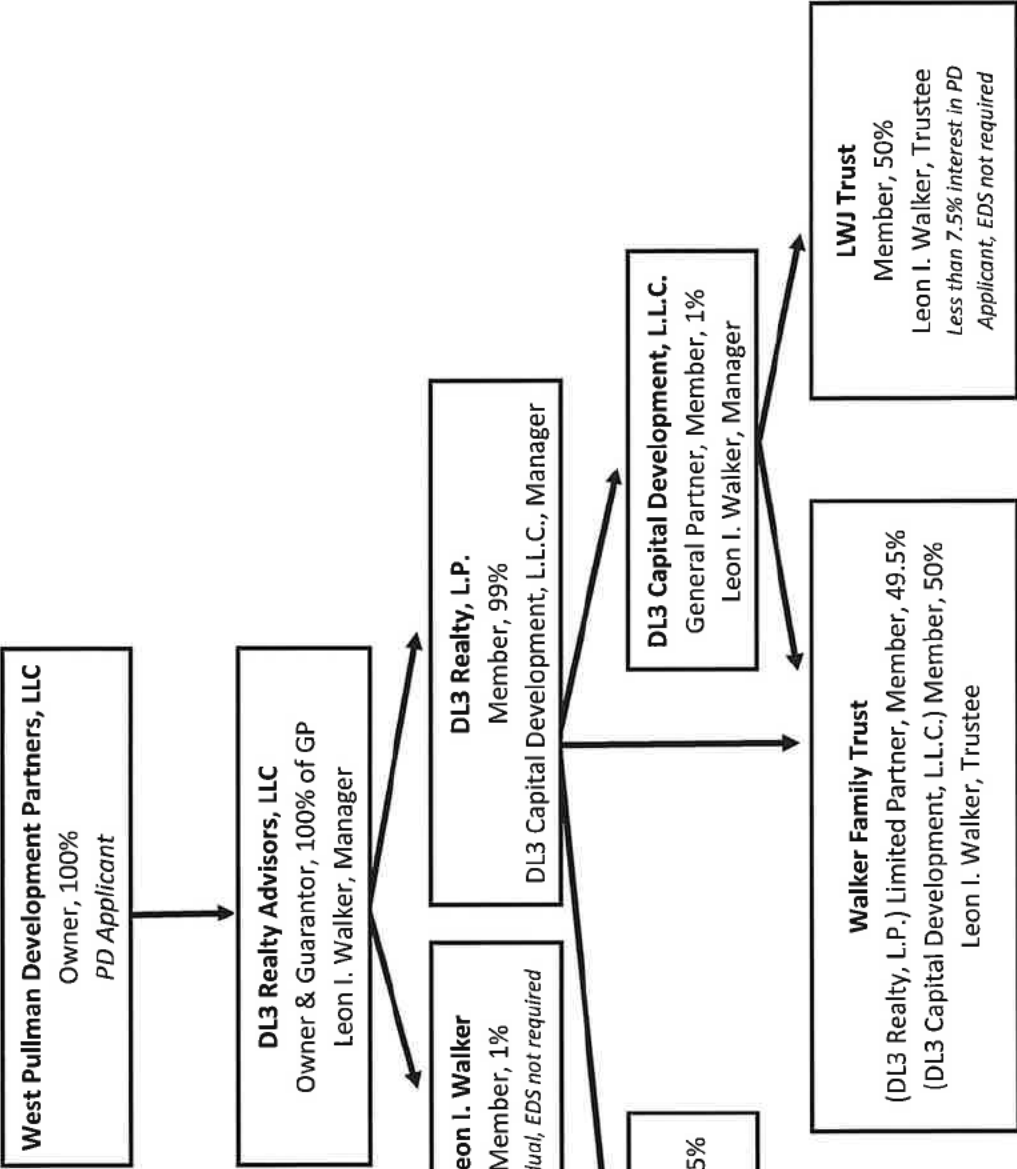 West Pullman Development Partners, LLC
Owner, 100%
PD Applicant
DL3 Realty Advisors, LLC
Owner & Guarantor, 100% of GP
Leon I. Walker, Manager
eon I. Walker
Member, 1%
dual, EDS not required
DL3 Realty, L.P.
Member, 99%
DL3 Capital Development, L.L.C., Manager
5%
DL3 Capital Development, L.L.C.
General Partner, Member, 1%
Leon I. Walker, Manager
Walker Family Trust
(DL3 Realty, L.P.) Limited Partner, Member, 49.5%
(DL3 Capital Development, L.L.C.) Member, 50%
Leon I. Walker, Trustee
LWJ Trust
Member, 50%
Leon I. Walker, Trustee
Less than 7.5% interest in PD
Applicant, EDS not required